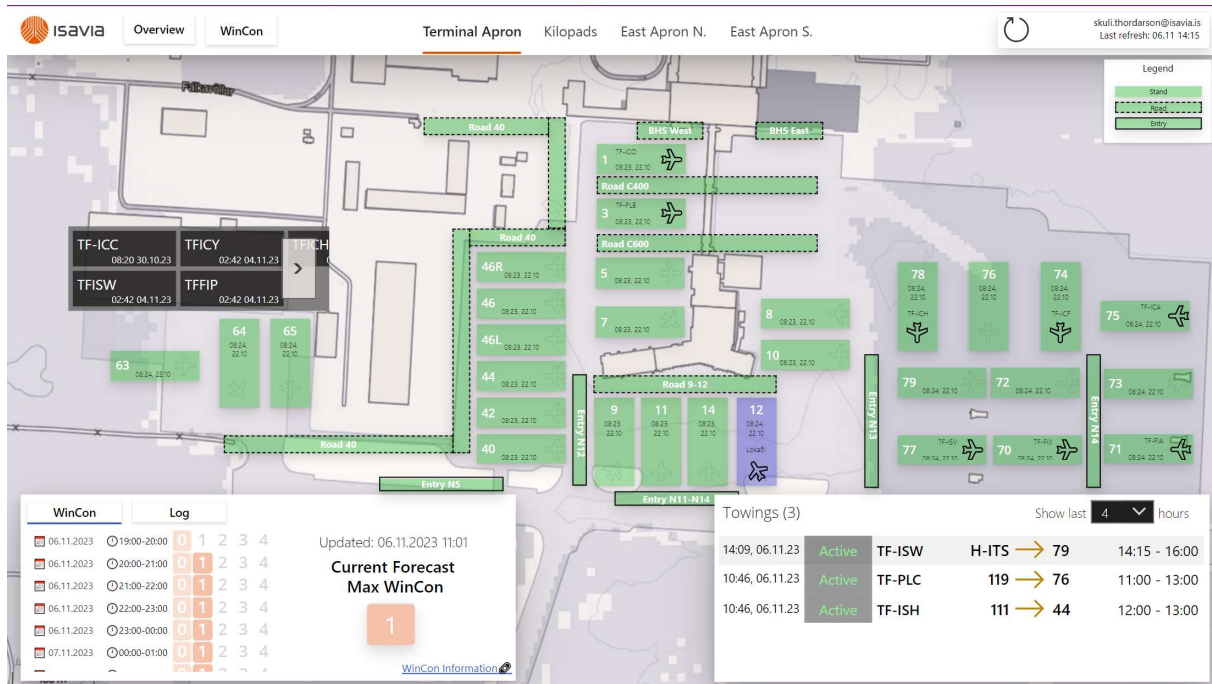 ISAVIA
Overview
WinCon
Terminal Apron
Kilopads
East Apron N.
East Apron S.
skuli.thordarson@isavia.is
Last refresh: 06.11 14:15
Legend
Stand
Road
Entry
Fálkavöllur
Road 40
BHS West
BHS East
TF-ICO
1
08:23, 22.10
Road C400
TF-PLB
3
08:23, 22.10
Road 40
Road C600
TF-ICC
08:20 30.10.23
TFICY
02:42 04.11.23
TFICH
TFISW
02:42 04.11.23
TFFIP
02:42 04.11.23
>
46R
08:23, 22.10
46
08:23, 22.10
46L
08:23, 22.10
44
08:23, 22.10
42
08:23, 22.10
40
08:23, 22.10
5
08:23, 22.10
7
08:23, 22.10
8
08:23, 22.10
10
08:23, 22.10
78
08:24,
22.10
TF-ICH
76
08:24,
22.10
74
08:24,
22.10
TF-ICF
TF-ICA
75
08:24, 22.10
64
08:24,
22.10
65
08:24,
22.10
63
08:24, 22.10
Road 9-12
9
08:23,
22.10
11
08:23,
22.10
14
08:23,
22.10
12
08:24,
22.10
Lokað!
79
08:24, 22.10
72
08:24, 22.10
73
08:24, 22.10
TF-ISV
77
08:24, 22.10
TF-FIX
70
08:24, 22.10
TF-FIA
71
08:24, 22.10
Entry N12
Entry N13
Entry N14
Road 40
Entry N5
Entry N11-N14
WinCon
Log
06.11.2023 19:00-20:00 0 1 2 3 4
06.11.2023 20:00-21:00 0 1 2 3 4
06.11.2023 21:00-22:00 0 1 2 3 4
06.11.2023 22:00-23:00 0 1 2 3 4
06.11.2023 23:00-00:00 0 1 2 3 4
07.11.2023 00:00-01:00 0 1 2 3 4
Updated: 06.11.2023 11:01
Current Forecast
Max WinCon
1
WinCon Information
Towings (3)
Show last 4 hours
14:09, 06.11.23 Active TF-ISW H-ITS → 79 14:15 - 16:00
10:46, 06.11.23 Active TF-PLC 119 → 76 11:00 - 13:00
10:46, 06.11.23 Active TF-ISH 111 → 44 12:00 - 13:00